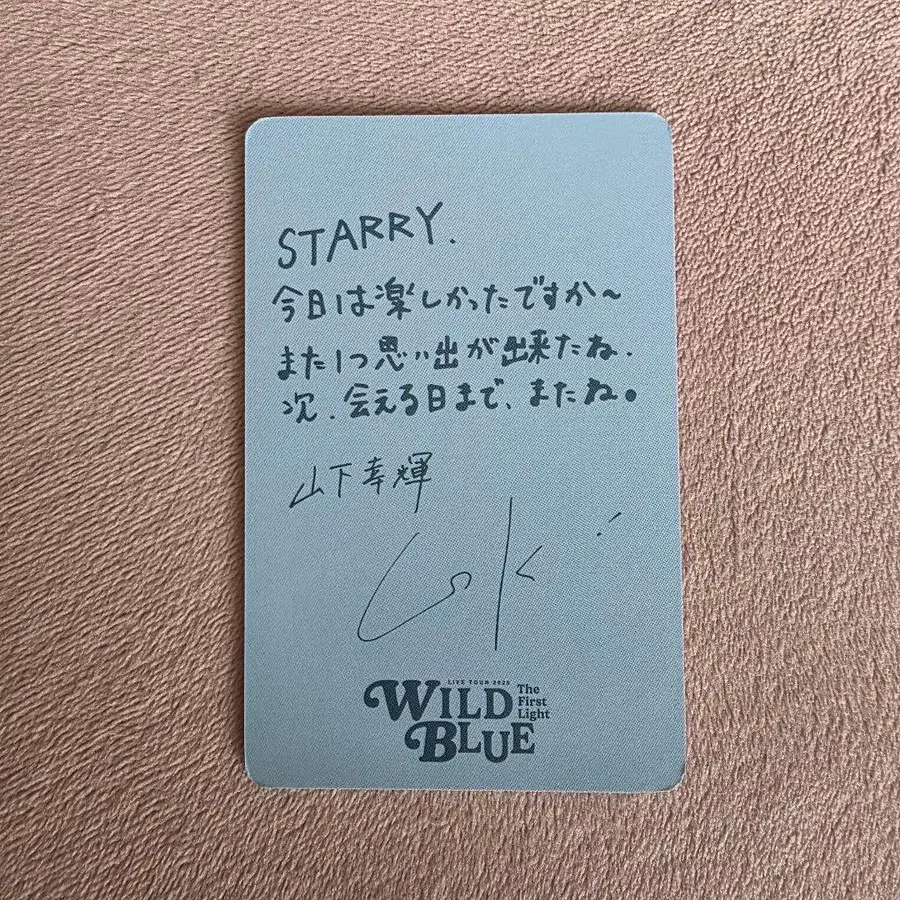 STARRY.
今日は楽しかったですか～
また1つ思い出が出来たね.
次.会える日まで、またね。
山下幸輝
LIVE TOUR 2025
WILD
BLUE
The
First
Light